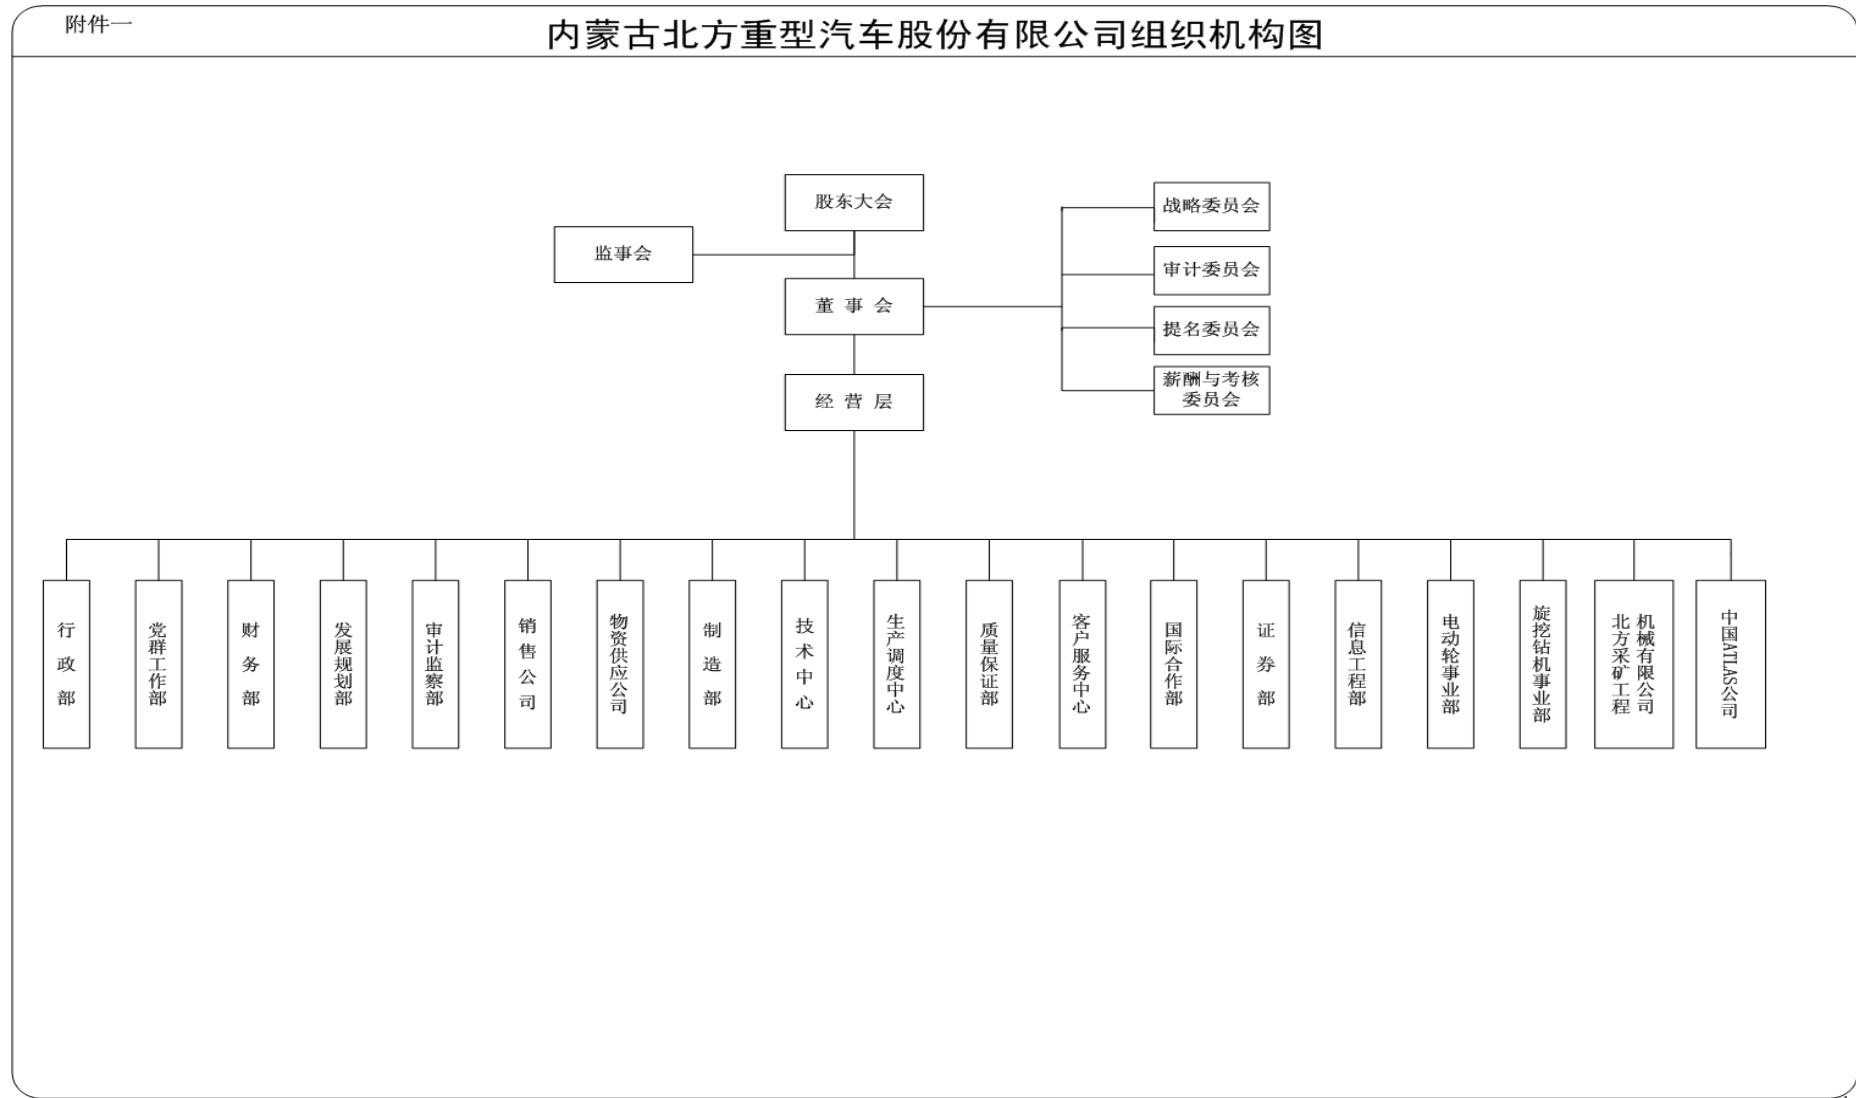 附件一
内蒙古北方重型汽车股份有限公司组织机构图
股东大会
监事会
董 事 会
经 营 层
战略委员会
审计委员会
提名委员会
薪酬与考核
委员会
行政部
党群工作部
财务部
发展规划部
审计监察部
销售公司
物资供应公司
制造部
技术中心
生产调度中心
质量保证部
客户服务中心
国际合作部
证券部
信息工程部
电动轮事业部
旋挖钻机事业部
北方采矿工程
机械有限公司
中国ATLAS公司